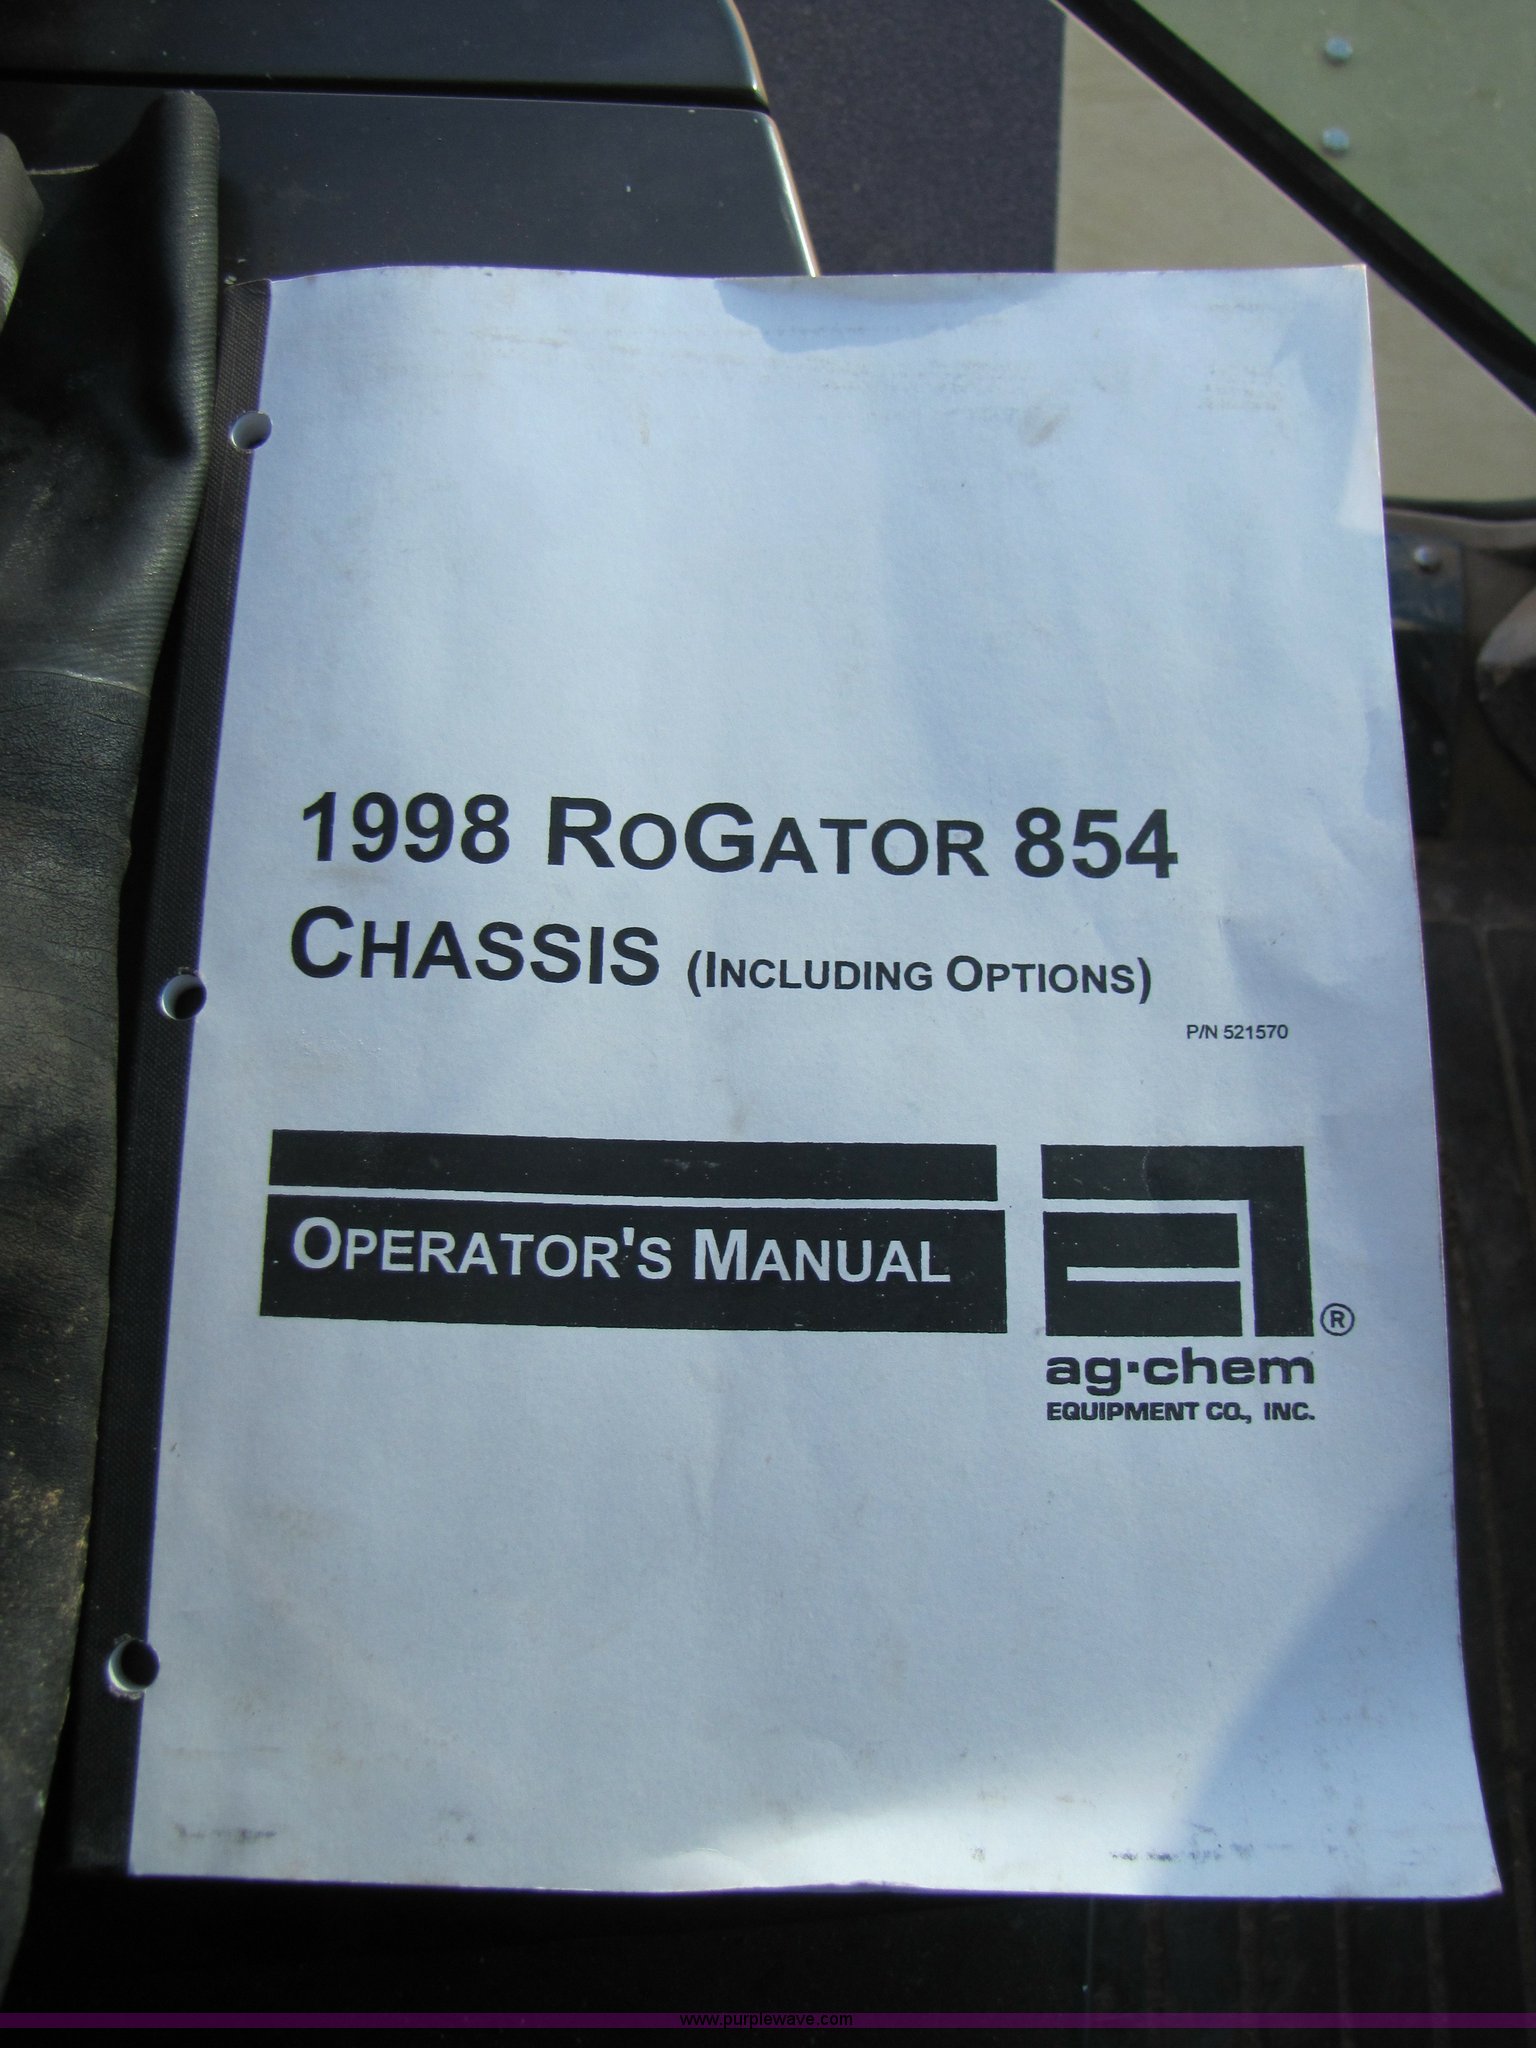 1998 ROGATOR 854
CHASSIS (INCLUDING OPTIONS)
P/N 521570
OPERATOR'S MANUAL
®
ag·chem
EQUIPMENT CO., INC.
www.purplewave.com